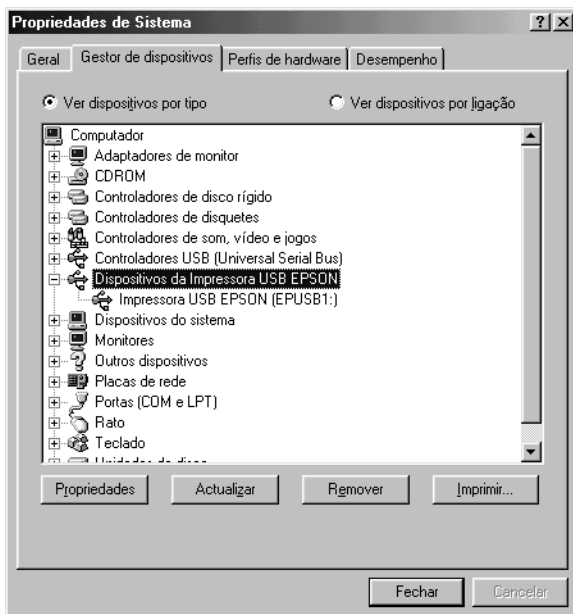 Propriedades de Sistema
Geral Gestor de dispositivos Perfis de hardware Desempenho
Ver dispositivos por tipo Ver dispositivos por ligação
Computador
Adaptadores de monitor
CDROM
Controladores de disco rígido
Controladores de disquetes
Controladores de som, vídeo e jogos
Controladores USB (Universal Serial Bus)
Dispositivos da Impressora USB EPSON
Impressora USB EPSON (EPUSB1:)
Dispositivos do sistema
Monitores
Outros dispositivos
Placas de rede
Portas (COM e LPT)
Rato
Teclado
Propriedades Actualizar Remover Imprimir...
Fechar Cancelar